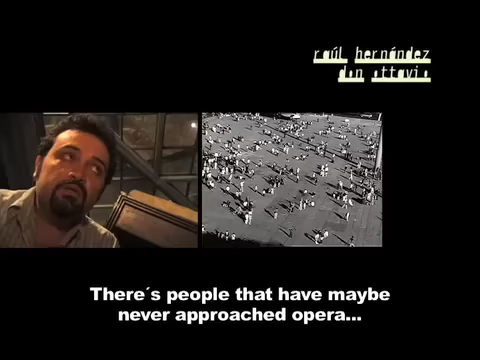 raúl hernández
don ottavio
There´s people that have maybe
never approached opera...